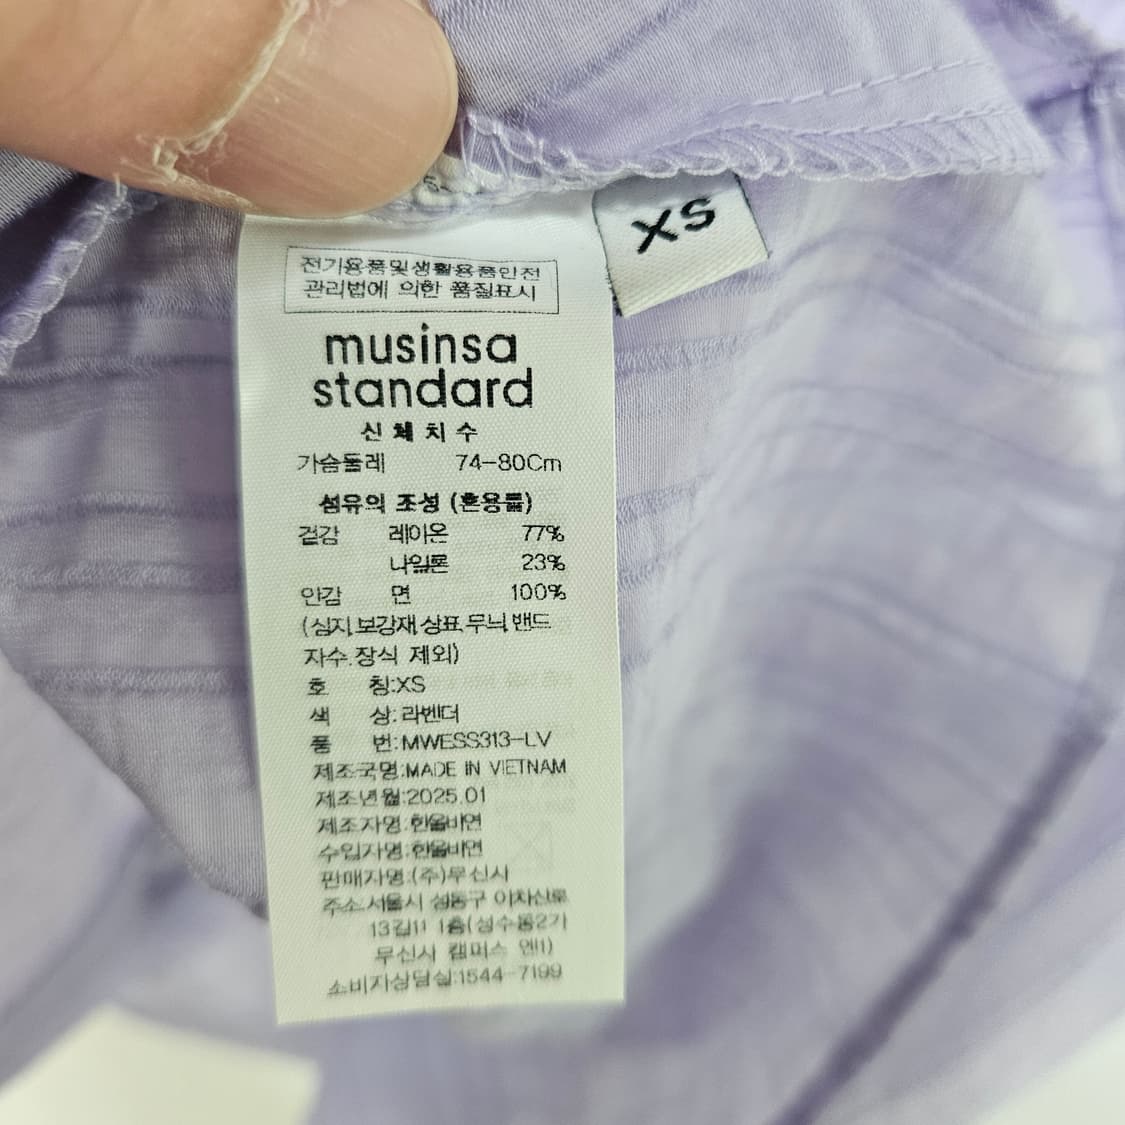 XS
전기용품및생활용품안전
관리법에 의한 품질표시
musinsa
standard
신 체 치 수
가슴둘레 74-80Cm
섬유의 조성 (혼용률)
겉감 레이온 77%
나일론 23%
안감 면 100%
(심지,보강재,상표,무늬,밴드
자수,장식 제외)
호 칭:XS
색 상:라벤더
품 번:MWESS313-LV
제조국명:MADE IN VIETNAM
제조년월:2025.01
제조자명:한울바연
수입자명:한울바연
판매자명:(주)무신사
주소:서울시 성동구 아차산로
13길11 1층(성수동2가
무신사 캠퍼스 엔1)
소비자상담실:1544-7199